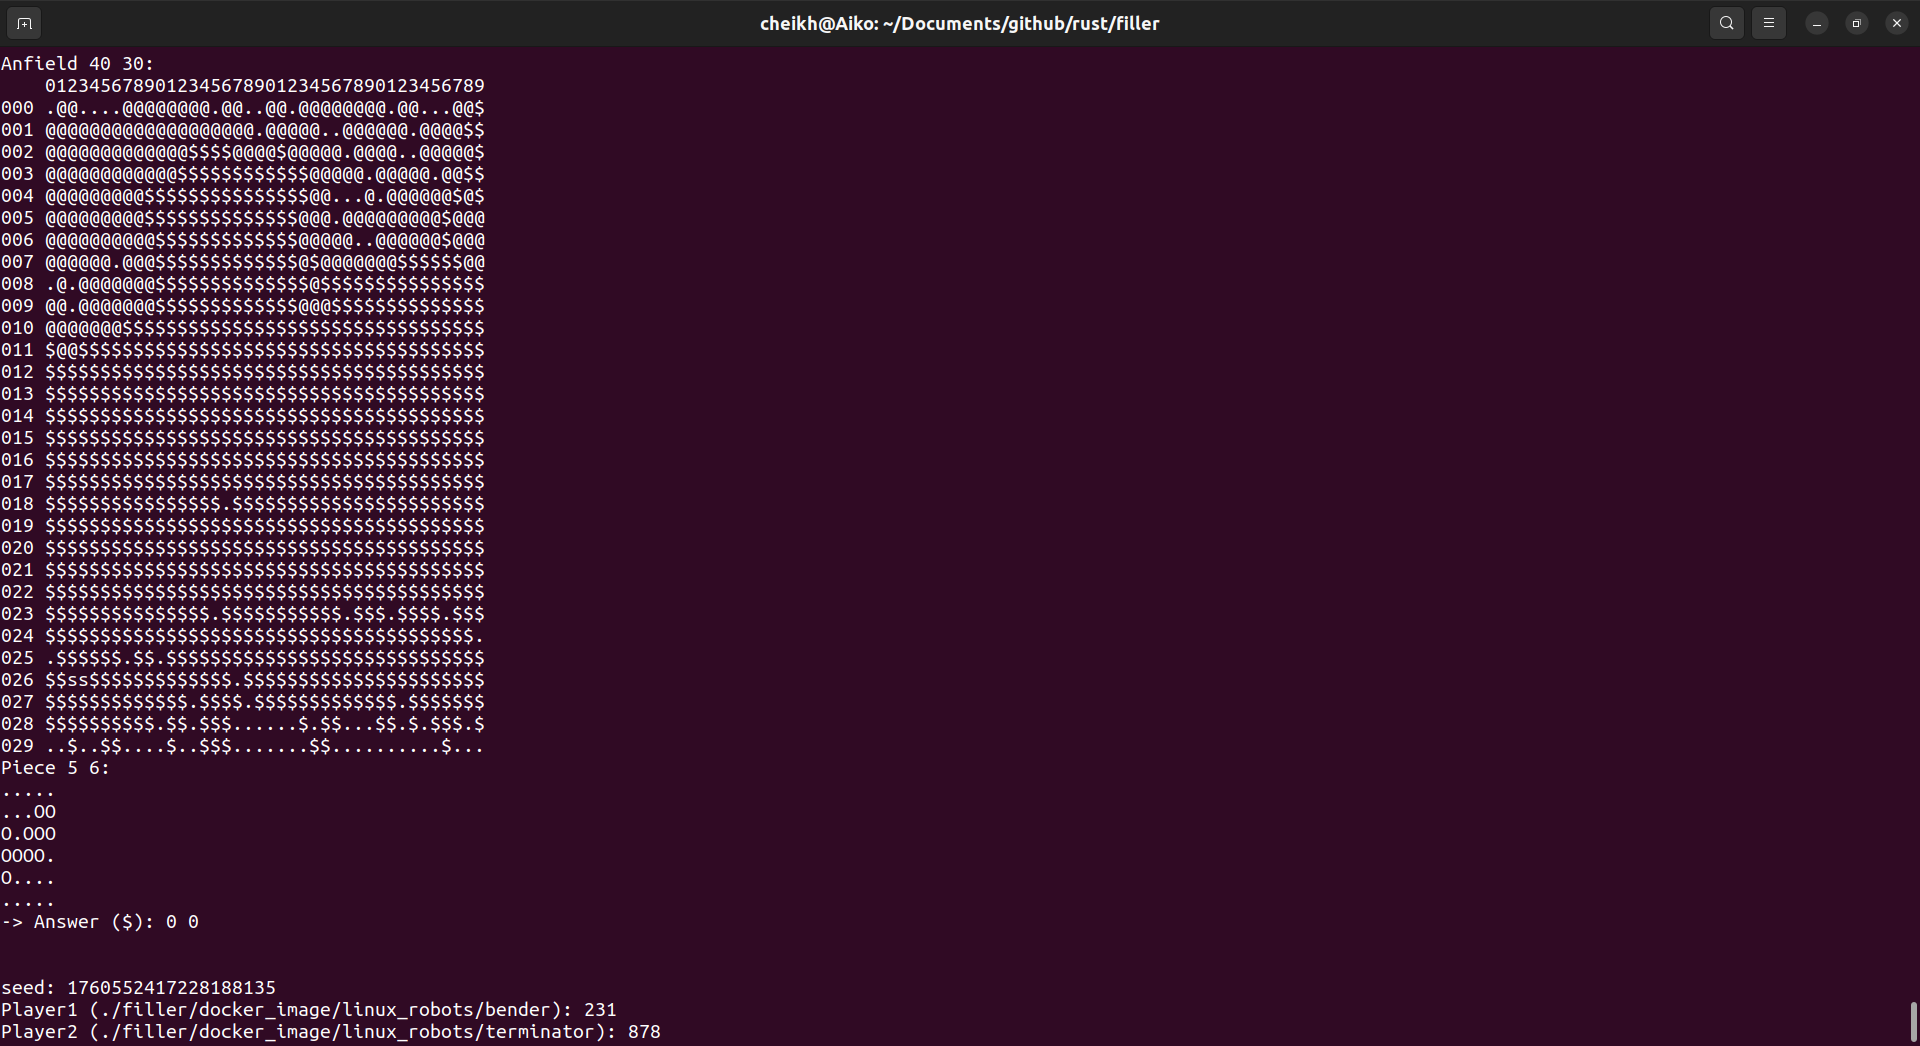 cheikh@Aiko: ~/Documents/github/rust/filler
Anfield 40 30:
    0123456789012345678901234567890123456789
000 .@@....@@@@@@@@.@@..@@.@@@@@@@@.@@...@@$
001 @@@@@@@@@@@@@@@@@@@.@@@@@..@@@@@@.@@@@$$
002 @@@@@@@@@@@@@$$$$@@@@$@@@@@.@@@@..@@@@@$
003 @@@@@@@@@@@@$$$$$$$$$$$$@@@@@.@@@@@.@@$$
004 @@@@@@@@@$$$$$$$$$$$$$$$@@...@.@@@@@@$@$
005 @@@@@@@@@$$$$$$$$$$$$$$@@@.@@@@@@@@@$@@@
006 @@@@@@@@@@$$$$$$$$$$$$$@@@@@..@@@@@@$@@@
007 @@@@@@.@@@$$$$$$$$$$$$$@$@@@@@@@$$$$$$@@
008 .@.@@@@@@@$$$$$$$$$$$$$$@$$$$$$$$$$$$$$$
009 @@.@@@@@@@$$$$$$$$$$$$$@@@$$$$$$$$$$$$$$
010 @@@@@@@$$$$$$$$$$$$$$$$$$$$$$$$$$$$$$$$$
011 $@@$$$$$$$$$$$$$$$$$$$$$$$$$$$$$$$$$$$$$
012 $$$$$$$$$$$$$$$$$$$$$$$$$$$$$$$$$$$$$$$$
013 $$$$$$$$$$$$$$$$$$$$$$$$$$$$$$$$$$$$$$$$
014 $$$$$$$$$$$$$$$$$$$$$$$$$$$$$$$$$$$$$$$$
015 $$$$$$$$$$$$$$$$$$$$$$$$$$$$$$$$$$$$$$$$
016 $$$$$$$$$$$$$$$$$$$$$$$$$$$$$$$$$$$$$$$$
017 $$$$$$$$$$$$$$$$$$$$$$$$$$$$$$$$$$$$$$$$
018 $$$$$$$$$$$$$$$$.$$$$$$$$$$$$$$$$$$$$$$$
019 $$$$$$$$$$$$$$$$$$$$$$$$$$$$$$$$$$$$$$$$
020 $$$$$$$$$$$$$$$$$$$$$$$$$$$$$$$$$$$$$$$$
021 $$$$$$$$$$$$$$$$$$$$$$$$$$$$$$$$$$$$$$$$
022 $$$$$$$$$$$$$$$$$$$$$$$$$$$$$$$$$$$$$$$$
023 $$$$$$$$$$$$$$$.$$$$$$$$$$$.$$$.$$$$.$$$
024 $$$$$$$$$$$$$$$$$$$$$$$$$$$$$$$$$$$$$$$.
025 .$$$$$$.$$.$$$$$$$$$$$$$$$$$$$$$$$$$$$$$
026 $$ss$$$$$$$$$$$$$.$$$$$$$$$$$$$$$$$$$$$$
027 $$$$$$$$$$$$$.$$$$.$$$$$$$$$$$$$.$$$$$$$
028 $$$$$$$$$$.$$.$$$......$.$$...$$.$.$$$.$
029 ..$..$$....$..$$$.......$$..........$...
Piece 5 6:
.....
...OO
O.OOO
OOOO.
O....
.....
-> Answer ($): 0 0
seed: 1760552417228188135
Player1 (./filler/docker_image/linux_robots/bender): 231
Player2 (./filler/docker_image/linux_robots/terminator): 878